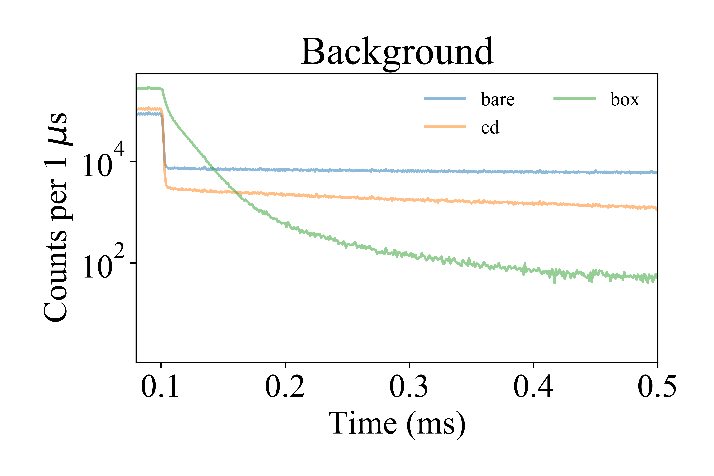 Background
Counts per 1 μs
10^4
10^2
bare
cd
box
0.1 0.2 0.3 0.4 0.5
Time (ms)